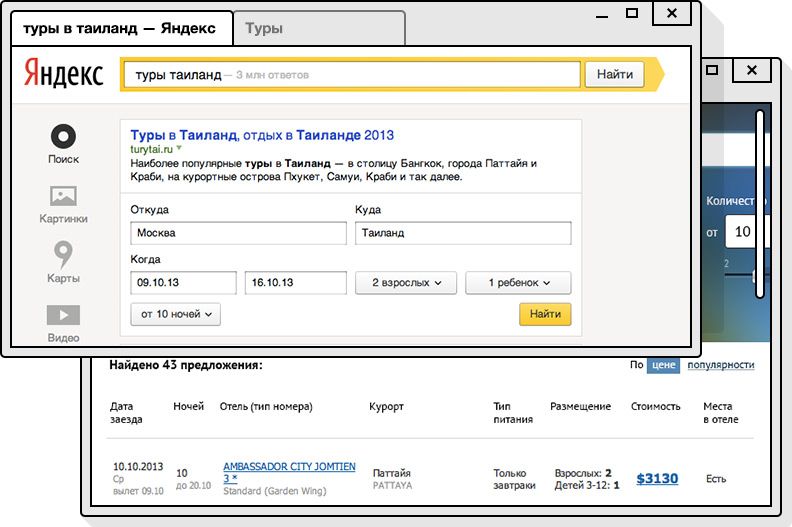 туры в таиланд — Яндекс
Туры
Яндекс
туры таиланд — 3 млн ответов
Найти
Поиск
Картинки
Карты
Видео
Туры в Таиланд, отдых в Таиланде 2013
turytai.ru
Наиболее популярные туры в Таиланд — в столицу Бангкок, города Паттайя и
Краби, на курортные острова Пхукет, Самуи, Краби и так далее.
Откуда
Куда
Москва
Таиланд
Когда
09.10.13
16.10.13
2 взрослых
1 ребенок
от 10 ночей
Найти
Количество
от 10
2
Найдено 43 предложения:
По цене популярности
Дата заезда
Ночей
Отель (тип номера)
Курорт
Тип питания
Размещение
Стоимость
Места в отеле
10.10.2013
Ср
вылет 09.10
10
до 20.10
AMBASSADOR CITY JOMTIEN
3 *
Standard (Garden Wing)
Паттайя
PATTAYA
Только
завтраки
Взрослых: 2
Детей 3-12: 1
$3130
Есть